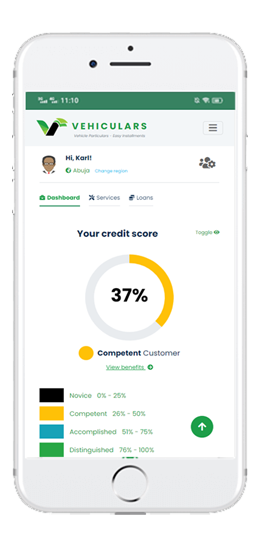 11:10
VEHICULARS
Vehicle Particulars - Easy Installments
Hi, Karl!
Abuja Change region
Dashboard Services Loans
Your credit score
Toggle
37%
Competent Customer
View benefits
Novice 0% - 25%
Competent 26% - 50%
Accomplished 51% - 75%
Distinguished 76% - 100%